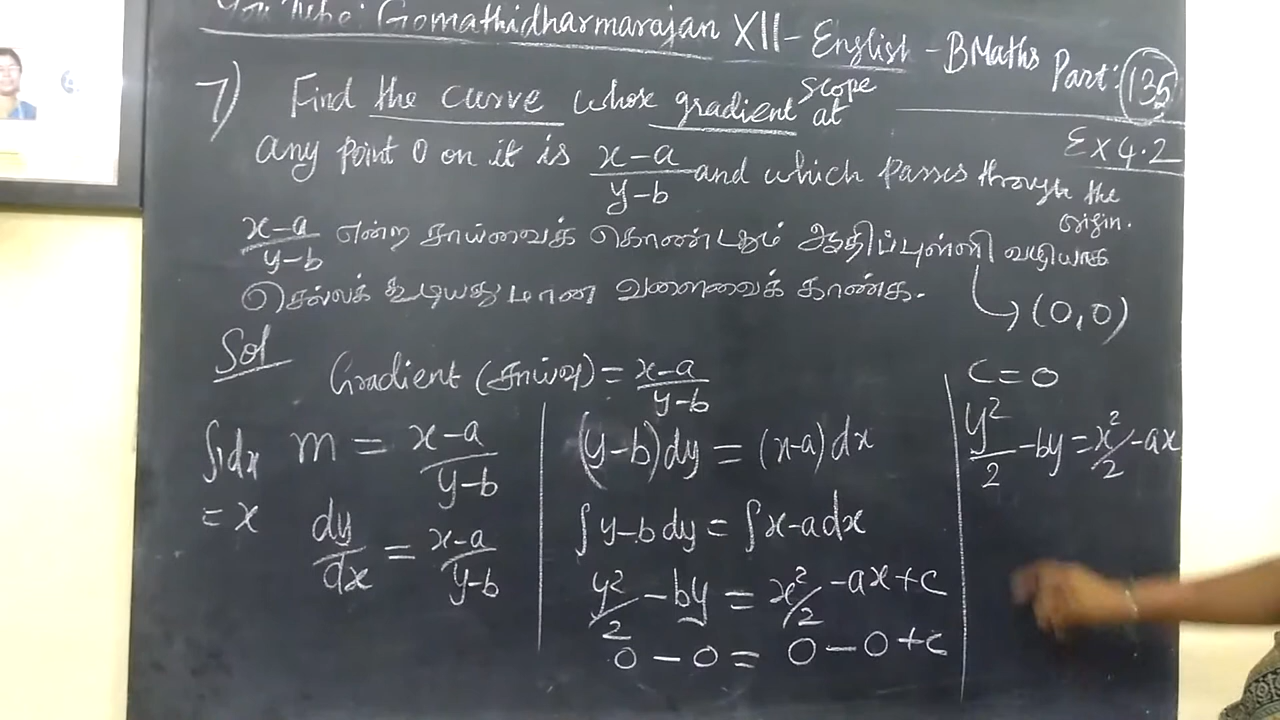 YouTube: Gomathidharmarajan XII - English - BMaths Part: 135
Ex 4.2
7) Find the curve whose gradient scope at
any point 0 on it is x-a/y-b and which passes through the origin.
x-a/y-b என்ற சாய்வைக் கொண்டதும் ஆதிப்புள்ளி வழியாக
செல்லக் கூடியதுமான வளைவைக் காண்க.
→ (0,0)
Sol
Gradient (சாய்வு) = x-a/y-b
∫1dx
= x
m = x-a/y-b
dy/dx = x-a/y-b
(y-b)dy = (x-a)dx
∫y-b dy = ∫x-a dx
y²/2 - by = x²/2 - ax + c
0 - 0 = 0 - 0 + c
c = 0
y²/2 - by = x²/2 - ax